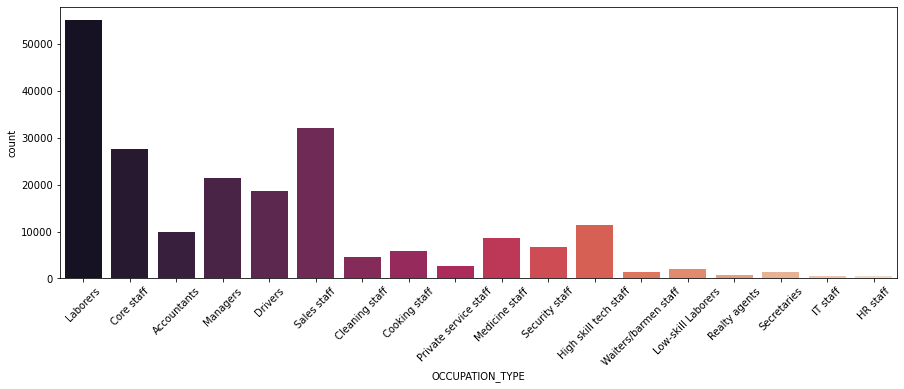 50000
40000
30000
20000
10000
0
count
Laborers
Core staff
Accountants
Managers
Drivers
Sales staff
Cleaning staff
Cooking staff
Private service staff
Medicine staff
Security staff
High skill tech staff
Waiters/barmen staff
Low-skill Laborers
Realty agents
Secretaries
IT staff
HR staff
OCCUPATION_TYPE